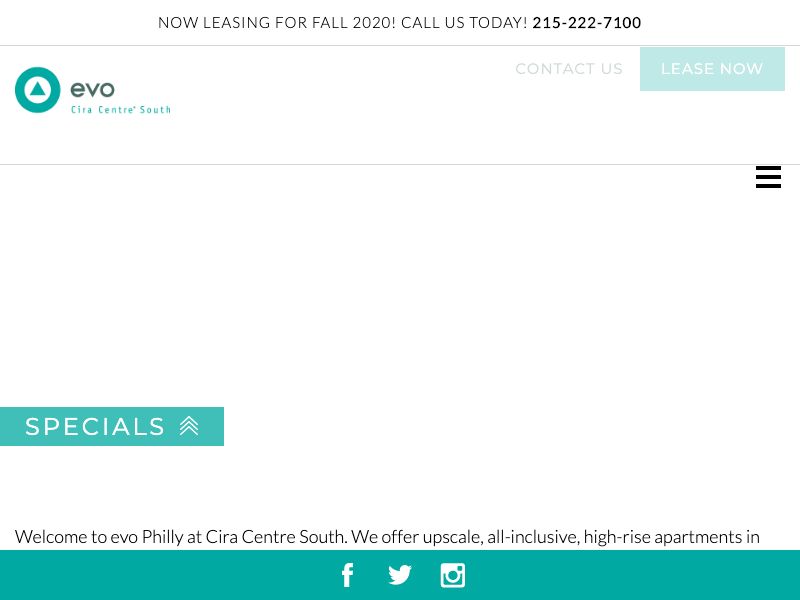 NOW LEASING FOR FALL 2020! CALL US TODAY! 215-222-7100
CONTACT US
LEASE NOW
evo
Cira Centre® South
SPECIALS
Welcome to evo Philly at Cira Centre South. We offer upscale, all-inclusive, high-rise apartments in